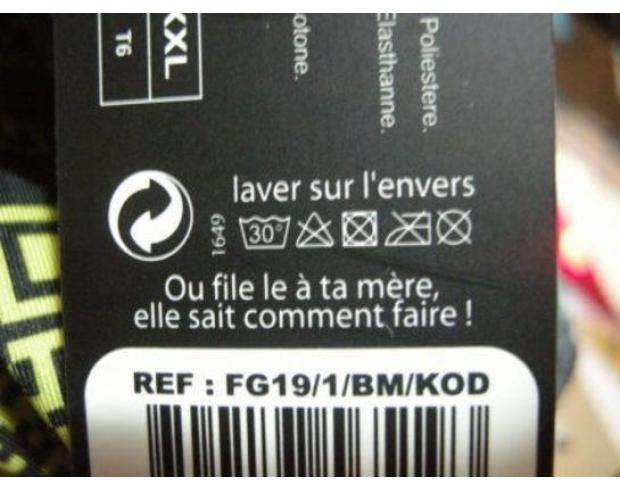 XXL
T6
otone.
Elasthanne.
Poliestere.
laver sur l'envers
1649
30°
Ou file le à ta mère,
elle sait comment faire !
REF : FG19/1/BM/KOD